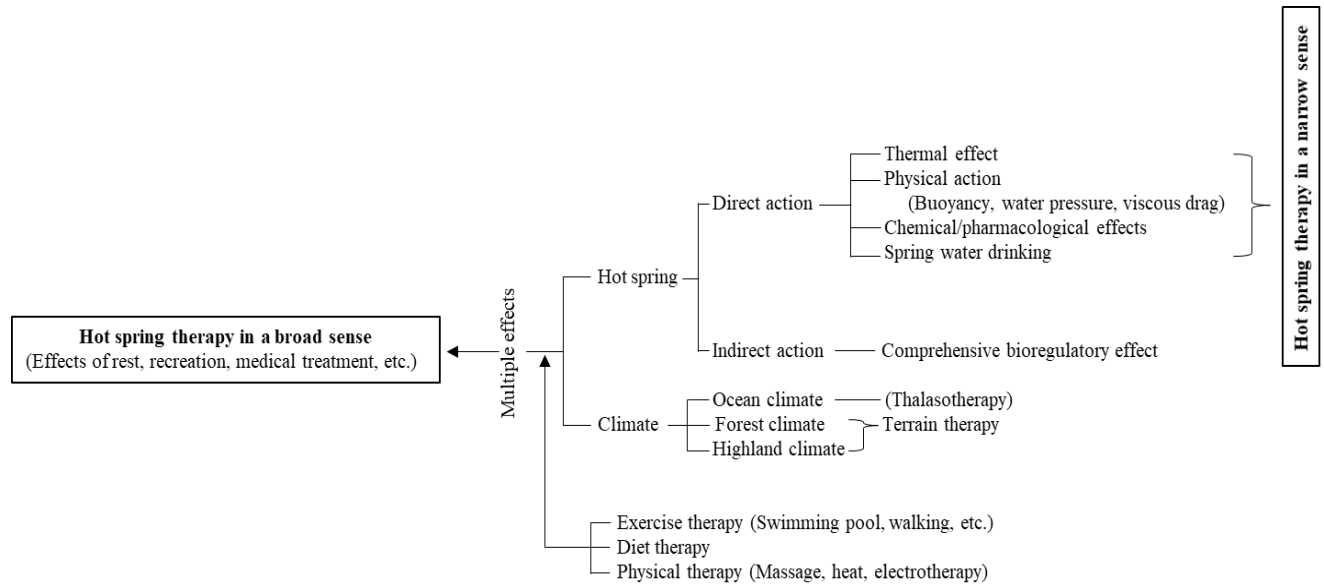 Hot spring therapy in a narrow sense
Thermal effect
Physical action
Direct action
(Buoyancy, water pressure, viscous drag)
Chemical/pharmacological effects
Spring water drinking
Hot spring
Multiple effects
Hot spring therapy in a broad sense
(Effects of rest, recreation, medical treatment, etc.)
Indirect action
Comprehensive bioregulatory effect
Ocean climate
(Thalasotherapy)
Climate
Forest climate
Terrain therapy
Highland climate
Exercise therapy (Swimming pool, walking, etc.)
Diet therapy
Physical therapy (Massage, heat, electrotherapy)